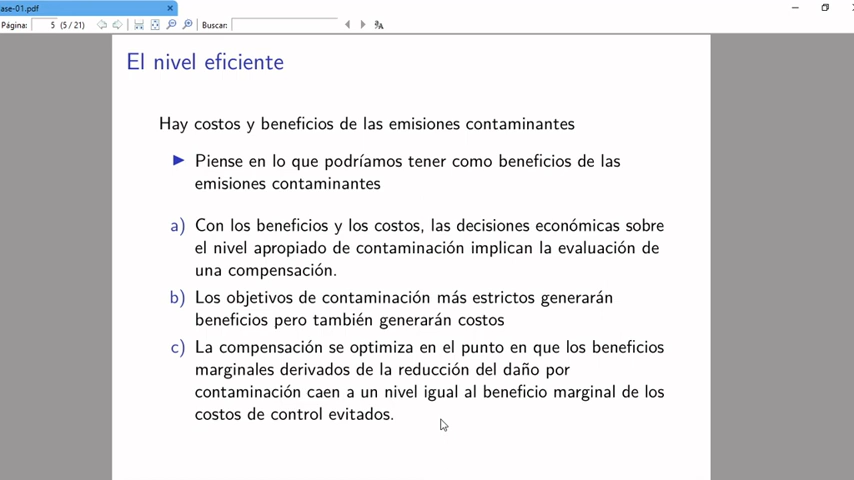 ase-01.pdf
Página: 5 (5 / 21) Buscar:
El nivel eficiente
Hay costos y beneficios de las emisiones contaminantes
Piense en lo que podríamos tener como beneficios de las
emisiones contaminantes
a) Con los beneficios y los costos, las decisiones económicas sobre
el nivel apropiado de contaminación implican la evaluación de
una compensación.
b) Los objetivos de contaminación más estrictos generarán
beneficios pero también generarán costos
c) La compensación se optimiza en el punto en que los beneficios
marginales derivados de la reducción del daño por
contaminación caen a un nivel igual al beneficio marginal de los
costos de control evitados.